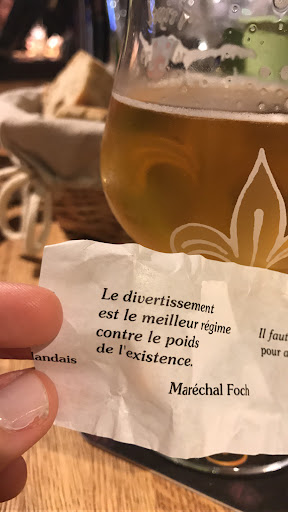 Le divertissement
est le meilleur régime
contre le poids
de l'existence.
Maréchal Foch
landais
Il faut
pour a